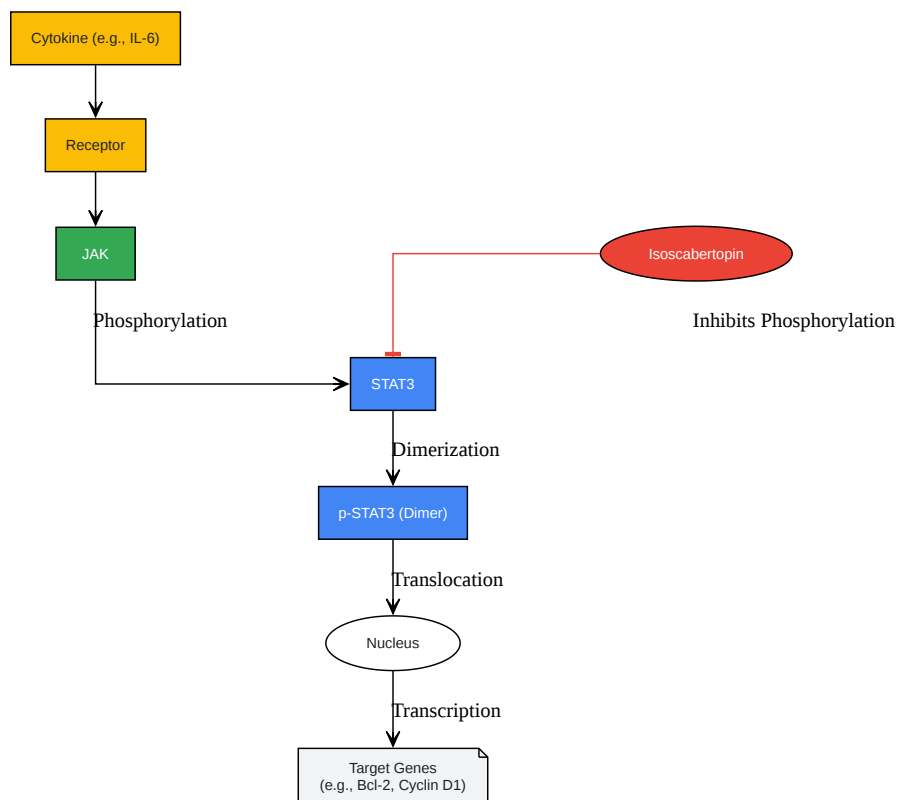 Cytokine (e.g., IL-6)
Receptor
JAK
Isoscabertopin
Phosphorylation
Inhibits Phosphorylation
STAT3
Dimerization
p-STAT3 (Dimer)
Translocation
Nucleus
Transcription
Target Genes
(e.g., Bcl-2, Cyclin D1)